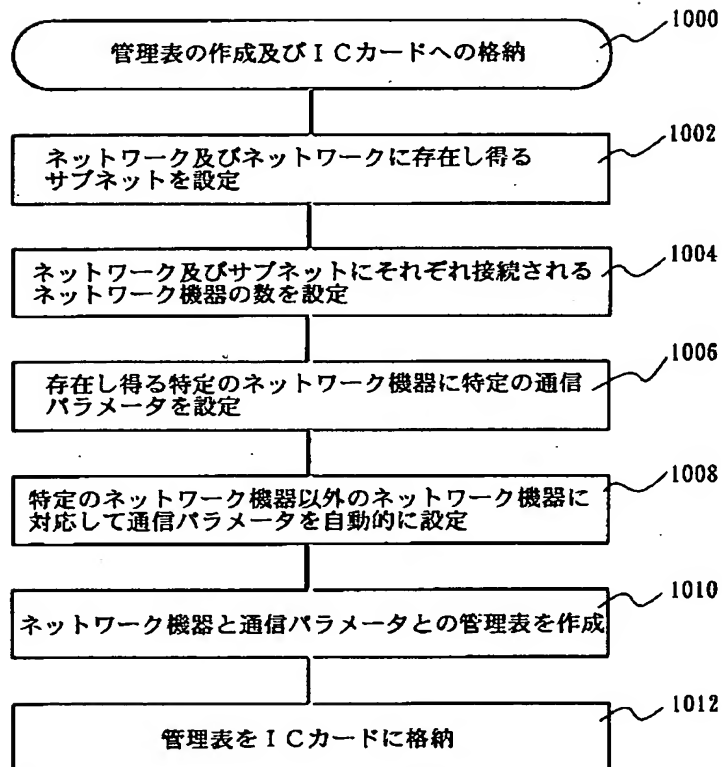 1000
管理表の作成及びＩＣカードへの格納
1002
ネットワーク及びネットワークに存在し得る
サブネットを設定
1004
ネットワーク及びサブネットにそれぞれ接続される
ネットワーク機器の数を設定
1006
存在し得る特定のネットワーク機器に特定の通信
パラメータを設定
1008
特定のネットワーク機器以外のネットワーク機器に
対応して通信パラメータを自動的に設定
1010
ネットワーク機器と通信パラメータとの管理表を作成
1012
管理表をＩＣカードに格納